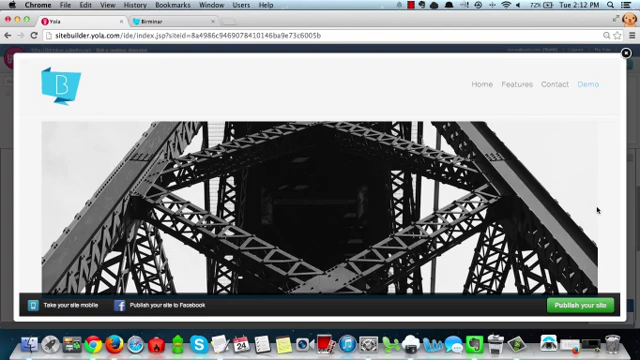 Chrome File Edit View History Bookmarks Window Users Help
72% Tue 2:12 PM
Yola
Birminar
sitebuilder.yola.com/ide/index.jsp?siteid=8a4986c9469078410146ba9e73c6005b
B
Home Features Contact Demo
Take your site mobile
Publish your site to Facebook
Publish your site
24